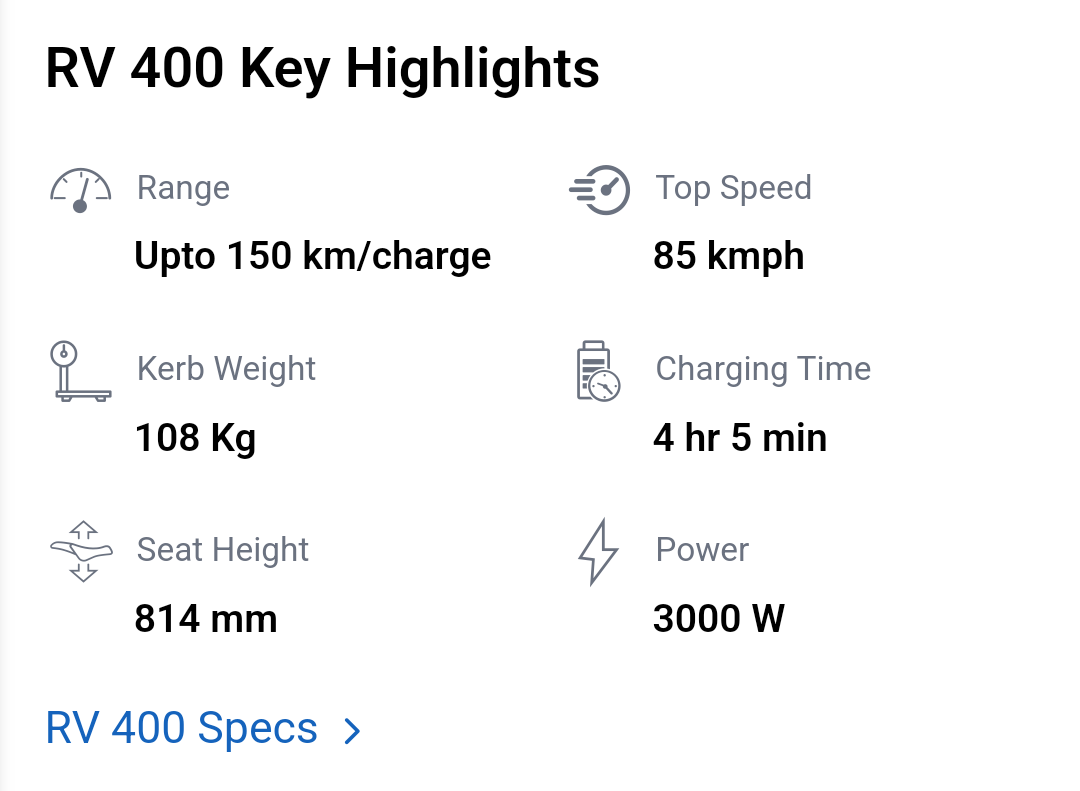 RV 400 Key Highlights
Range
Top Speed
Upto 150 km/charge
85 kmph
Kerb Weight
Charging Time
108 Kg
4 hr 5 min
Seat Height
Power
814 mm
3000 W
RV 400 Specs